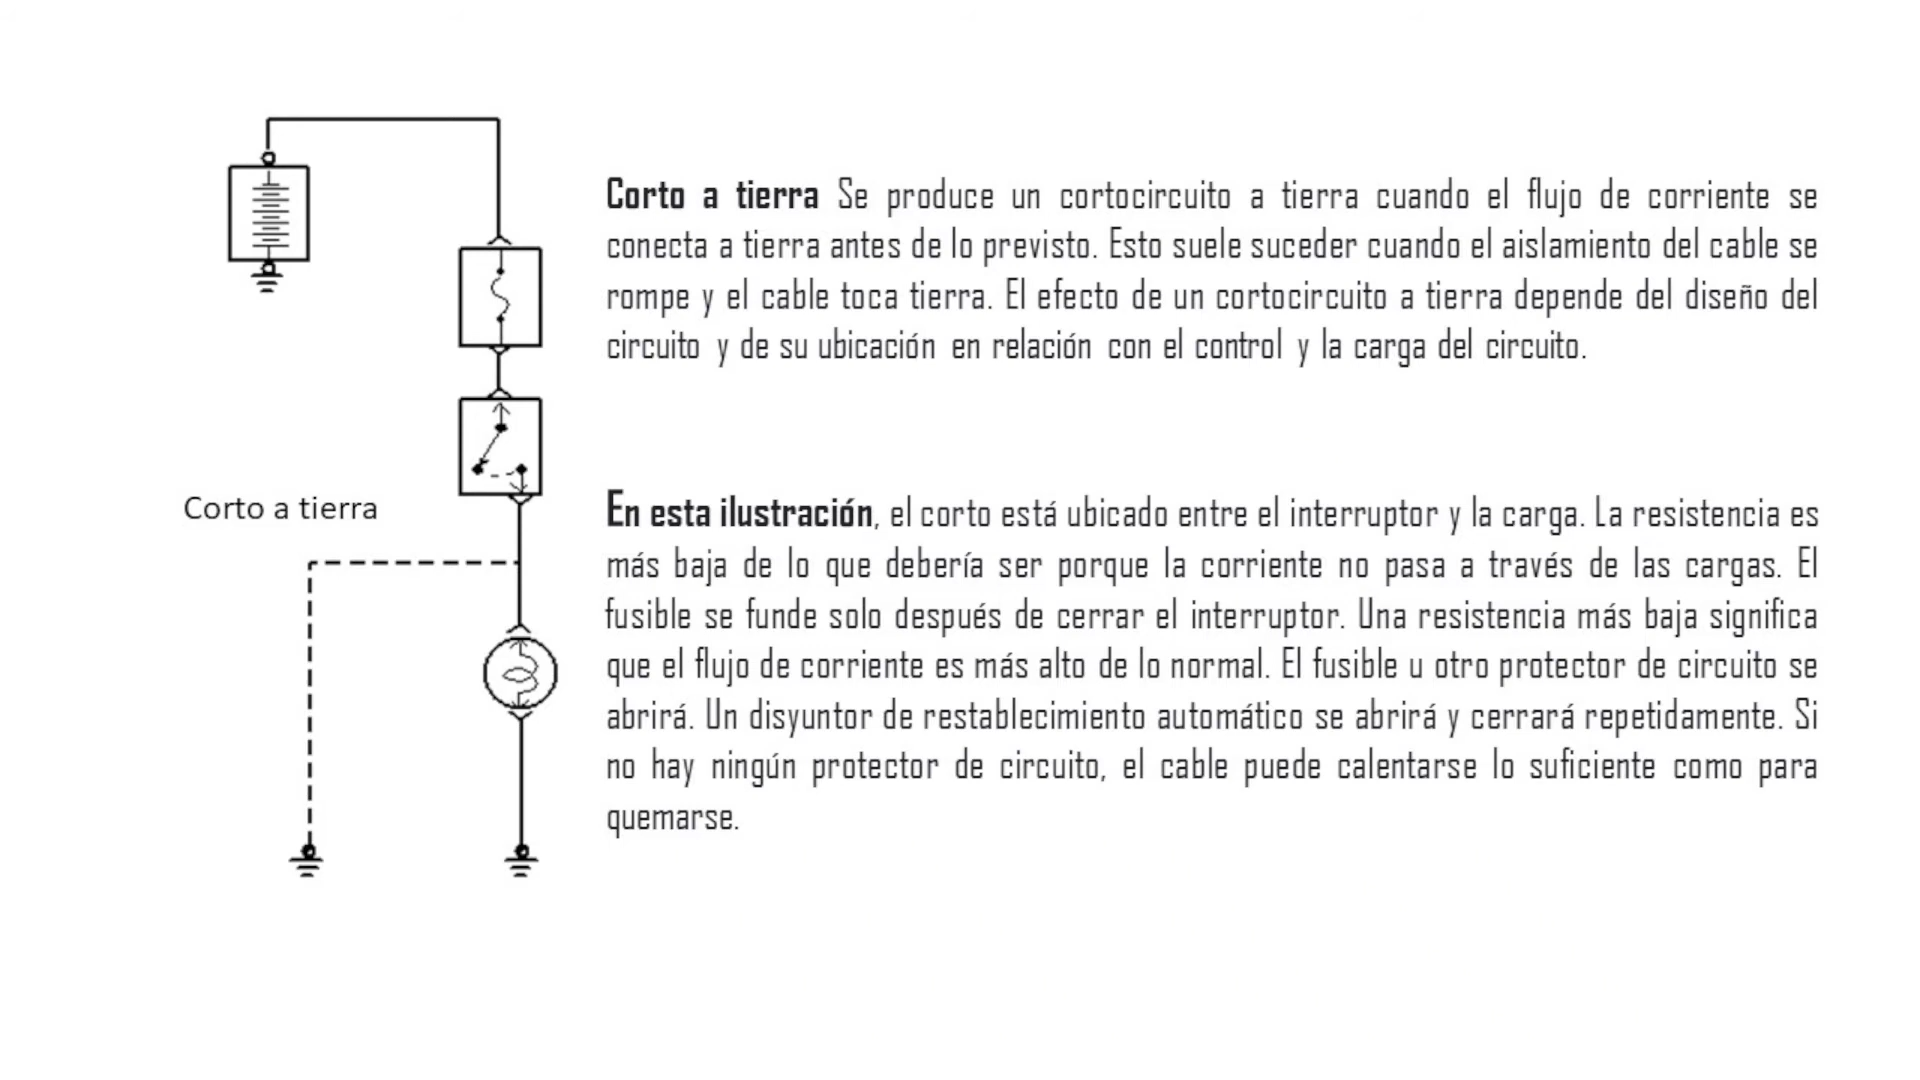 Corto a tierra Se produce un cortocircuito a tierra cuando el flujo de corriente se
conecta a tierra antes de lo previsto. Esto suele suceder cuando el aislamiento del cable se
rompe y el cable toca tierra. El efecto de un cortocircuito a tierra depende del diseño del
circuito y de su ubicación en relación con el control y la carga del circuito.
Corto a tierra
En esta ilustración, el corto está ubicado entre el interruptor y la carga. La resistencia es
más baja de lo que debería ser porque la corriente no pasa a través de las cargas. El
fusible se funde solo después de cerrar el interruptor. Una resistencia más baja significa
que el flujo de corriente es más alto de lo normal. El fusible u otro protector de circuito se
abrirá. Un disyuntor de restablecimiento automático se abrirá y cerrará repetidamente. Si
no hay ningún protector de circuito, el cable puede calentarse lo suficiente como para
quemarse.